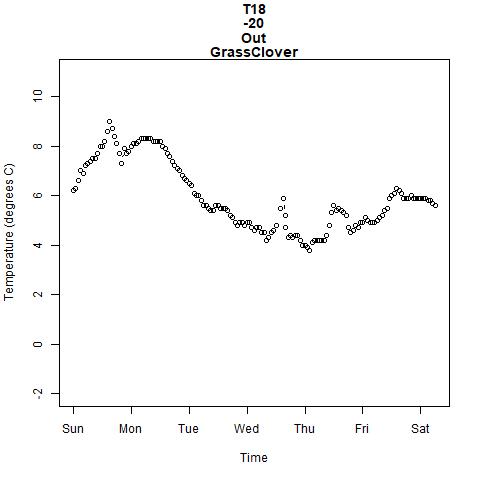 T18
-20
Out
GrassClover
Temperature (degrees C)
10
8
6
4
2
0
-2
Sun Mon Tue Wed Thu Fri Sat
Time